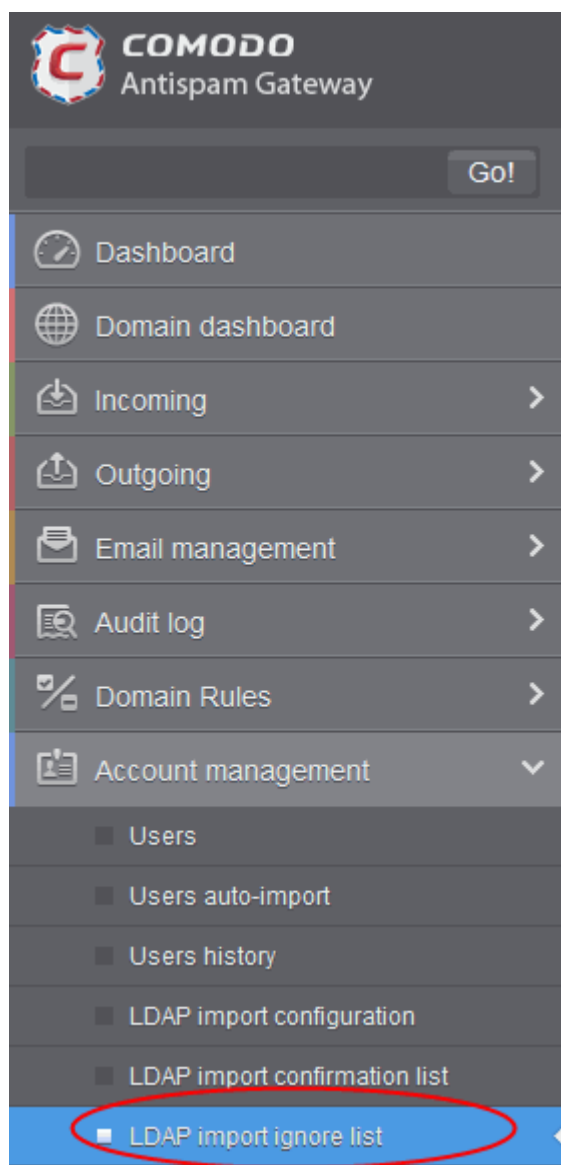 COMODO
Antispam Gateway
Go!
Dashboard
Domain dashboard
Incoming
Outgoing
Email management
Audit log
Domain Rules
Account management
Users
Users auto-import
Users history
LDAP import configuration
LDAP import confirmation list
LDAP import ignore list